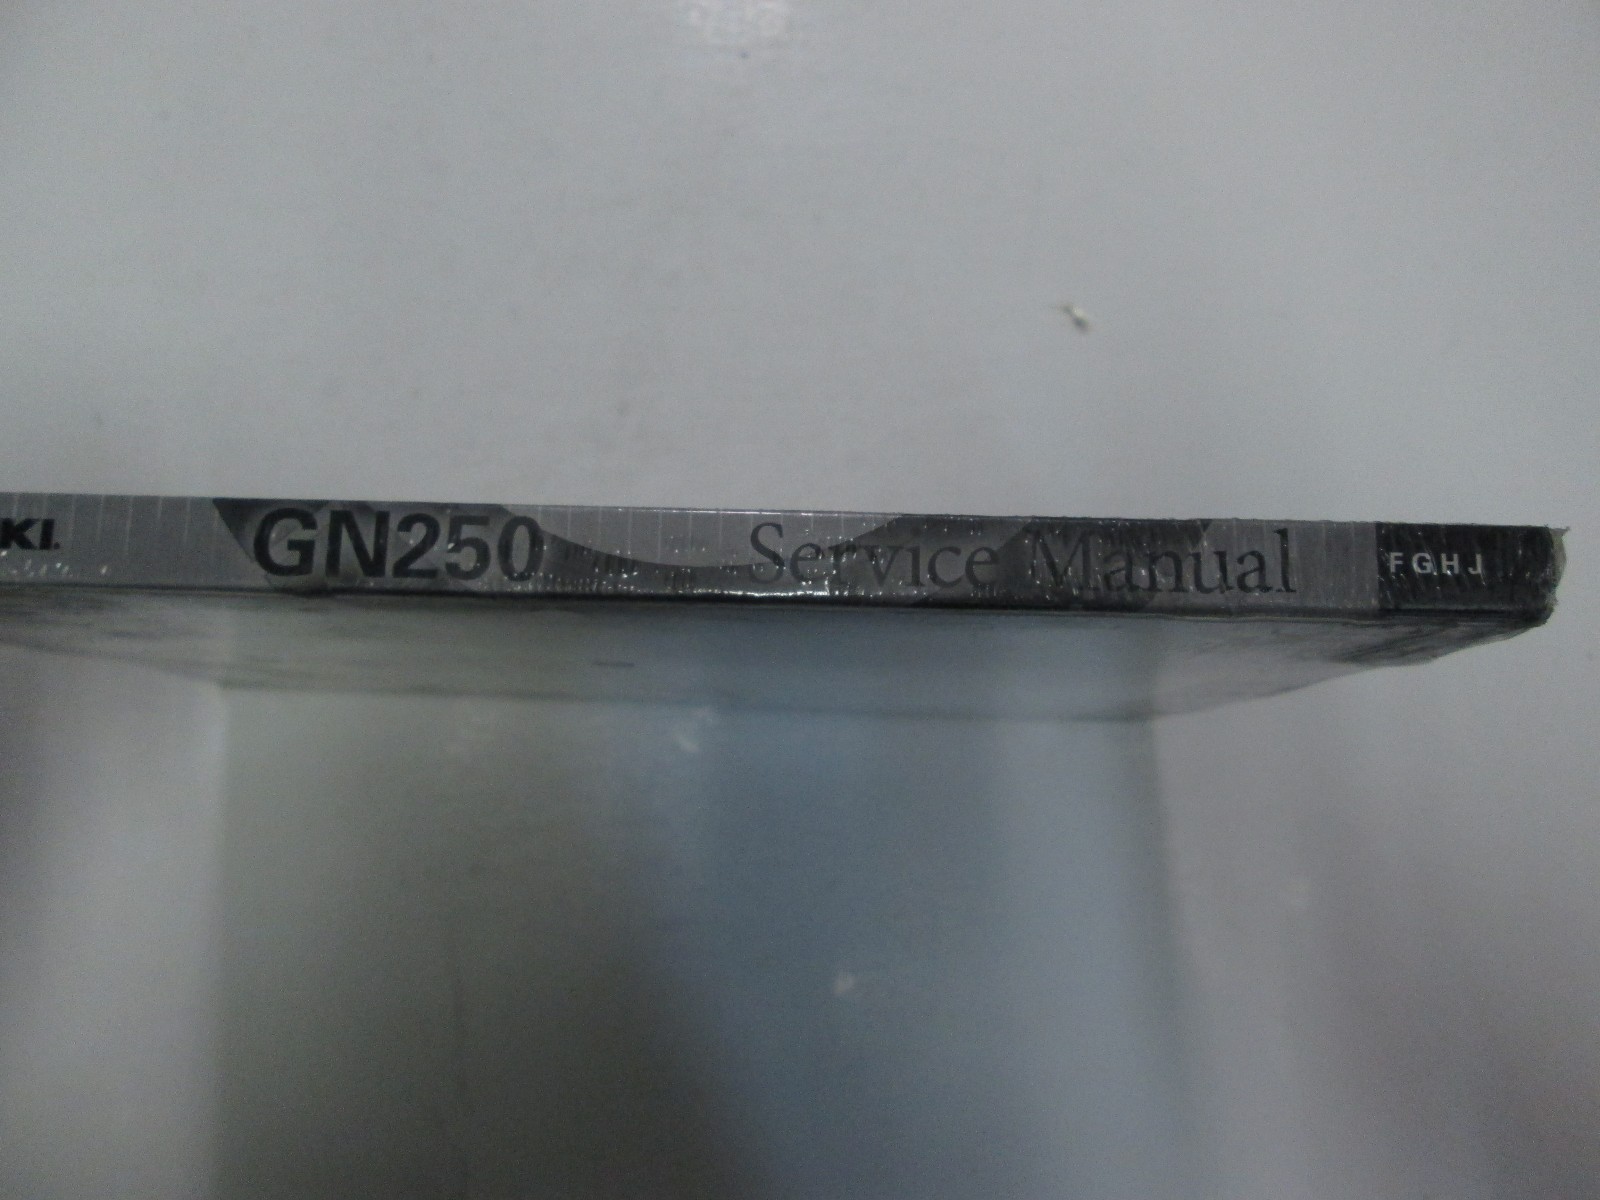 KI. GN250 Service Manual FGHJ